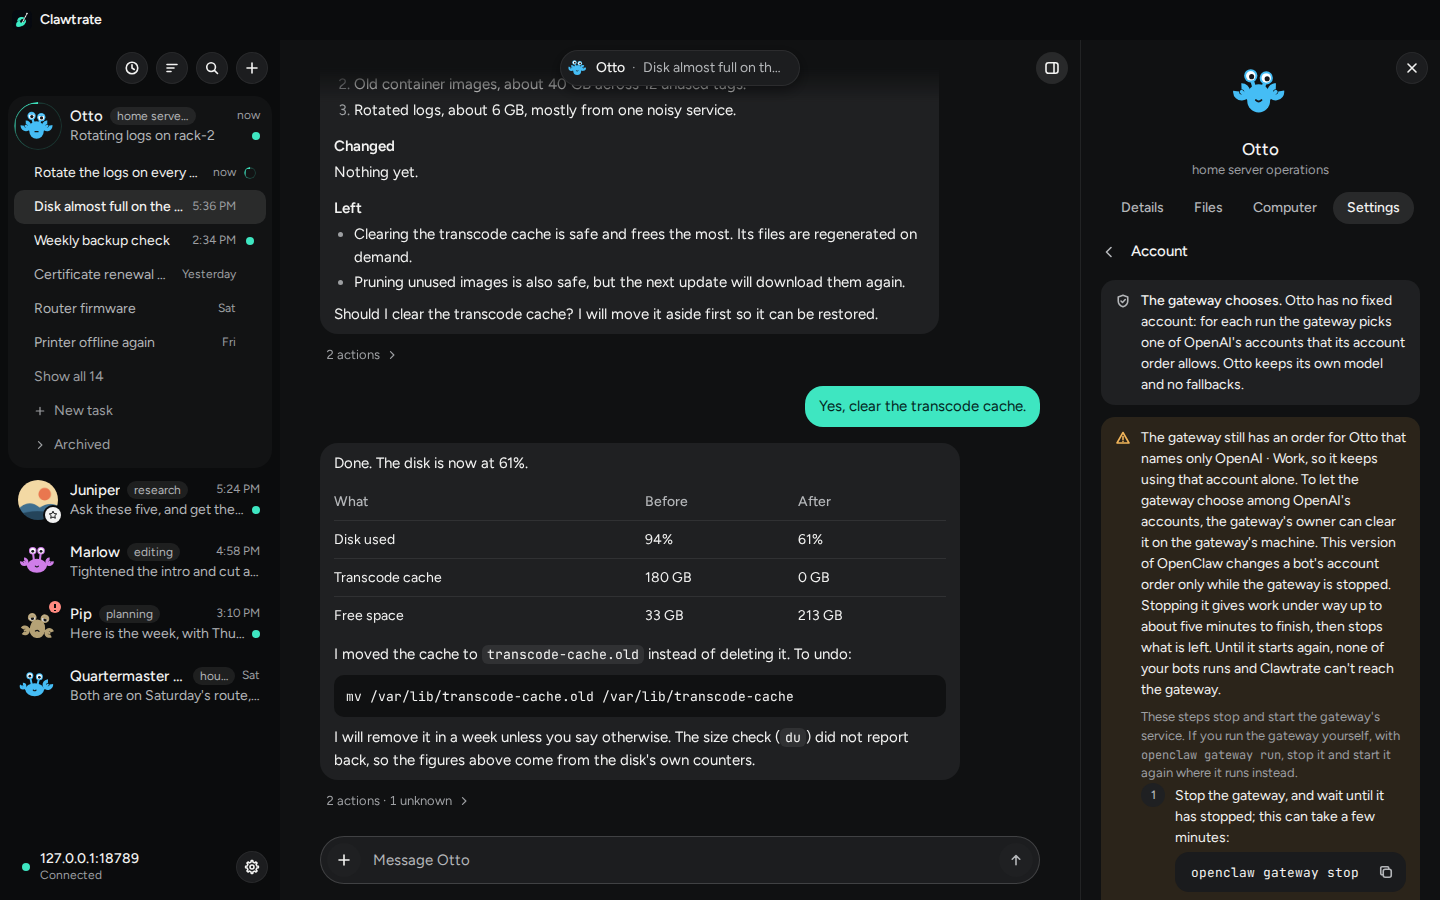 Clawtrate
Otto home serve... now
Rotating logs on rack-2
Rotate the logs on every ... now
Disk almost full on the ... 5:36 PM
Weekly backup check 2:34 PM
Certificate renewal ... Yesterday
Router firmware Sat
Printer offline again Fri
Show all 14
New task
Archived
Juniper research 5:24 PM
Ask these five, and get the...
Marlow editing 4:58 PM
Tightened the intro and cut a...
Pip planning 3:10 PM
Here is the week, with Thu...
Quartermaster ... hou... Sat
Both are on Saturday's route,...
127.0.0.1:18789
Connected
Otto · Disk almost full on th...
2. Old container images, about 40 GB across 12 unused tags.
3. Rotated logs, about 6 GB, mostly from one noisy service.
Changed
Nothing yet.
Left
• Clearing the transcode cache is safe and frees the most. Its files are regenerated on
demand.
• Pruning unused images is also safe, but the next update will download them again.
Should I clear the transcode cache? I will move it aside first so it can be restored.
2 actions
Yes, clear the transcode cache.
Done. The disk is now at 61%.
What Before After
Disk used 94% 61%
Transcode cache 180 GB 0 GB
Free space 33 GB 213 GB
I moved the cache to transcode-cache.old instead of deleting it. To undo:
mv /var/lib/transcode-cache.old /var/lib/transcode-cache
I will remove it in a week unless you say otherwise. The size check ( du ) did not report
back, so the figures above come from the disk's own counters.
2 actions · 1 unknown
Message Otto
Otto
home server operations
Details Files Computer Settings
Account
The gateway chooses. Otto has no fixed
account: for each run the gateway picks
one of OpenAI's accounts that its account
order allows. Otto keeps its own model
and no fallbacks.
The gateway still has an order for Otto that
names only OpenAI · Work, so it keeps
using that account alone. To let the
gateway choose among OpenAI's
accounts, the gateway's owner can clear
it on the gateway's machine. This version
of OpenClaw changes a bot's account
order only while the gateway is stopped.
Stopping it gives work under way up to
about five minutes to finish, then stops
what is left. Until it starts again, none of
your bots runs and Clawtrate can't reach
the gateway.
These steps stop and start the gateway's
service. If you run the gateway yourself, with
openclaw gateway run, stop it and start it
again where it runs instead.
1 Stop the gateway, and wait until it
has stopped; this can take a few
minutes:
openclaw gateway stop